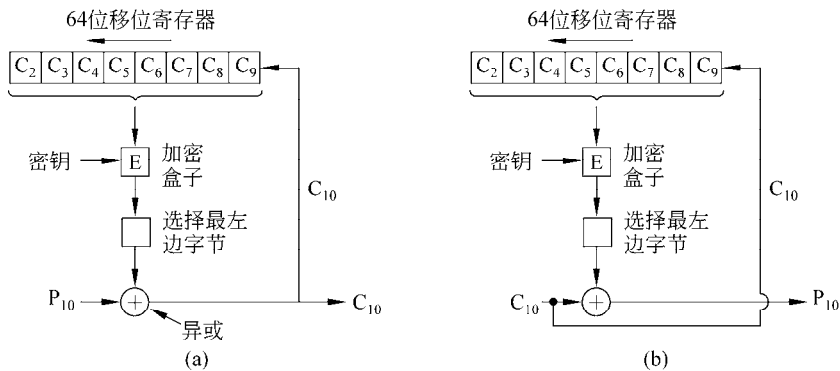 64位移位寄存器
C₂ C₃ C₄ C₅ C₆ C₇ C₈ C₉
密钥
E
加密
盒子
C₁₀
选择最左
边字节
P₁₀
+
C₁₀
异或
(a)
64位移位寄存器
C₂ C₃ C₄ C₅ C₆ C₇ C₈ C₉
密钥
E
加密
盒子
C₁₀
选择最左
边字节
C₁₀
+
P₁₀
(b)